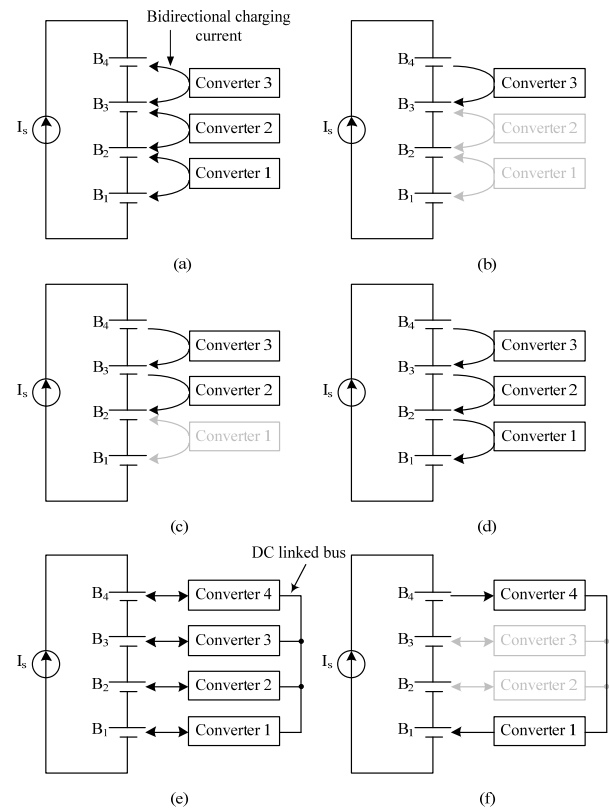 Bidirectional charging
current
B4
Converter 3
B3
Is
Converter 2
B2
Converter 1
B1
(a)
B4
Converter 3
B3
Is
Converter 2
B2
Converter 1
B1
(b)
B4
Converter 3
B3
Is
Converter 2
B2
Converter 1
B1
(c)
B4
Converter 3
B3
Is
Converter 2
B2
Converter 1
B1
(d)
DC linked bus
B4
Converter 4
B3
Converter 3
Is
B2
Converter 2
B1
Converter 1
(e)
B4
Converter 4
B3
Converter 3
Is
B2
Converter 2
B1
Converter 1
(f)